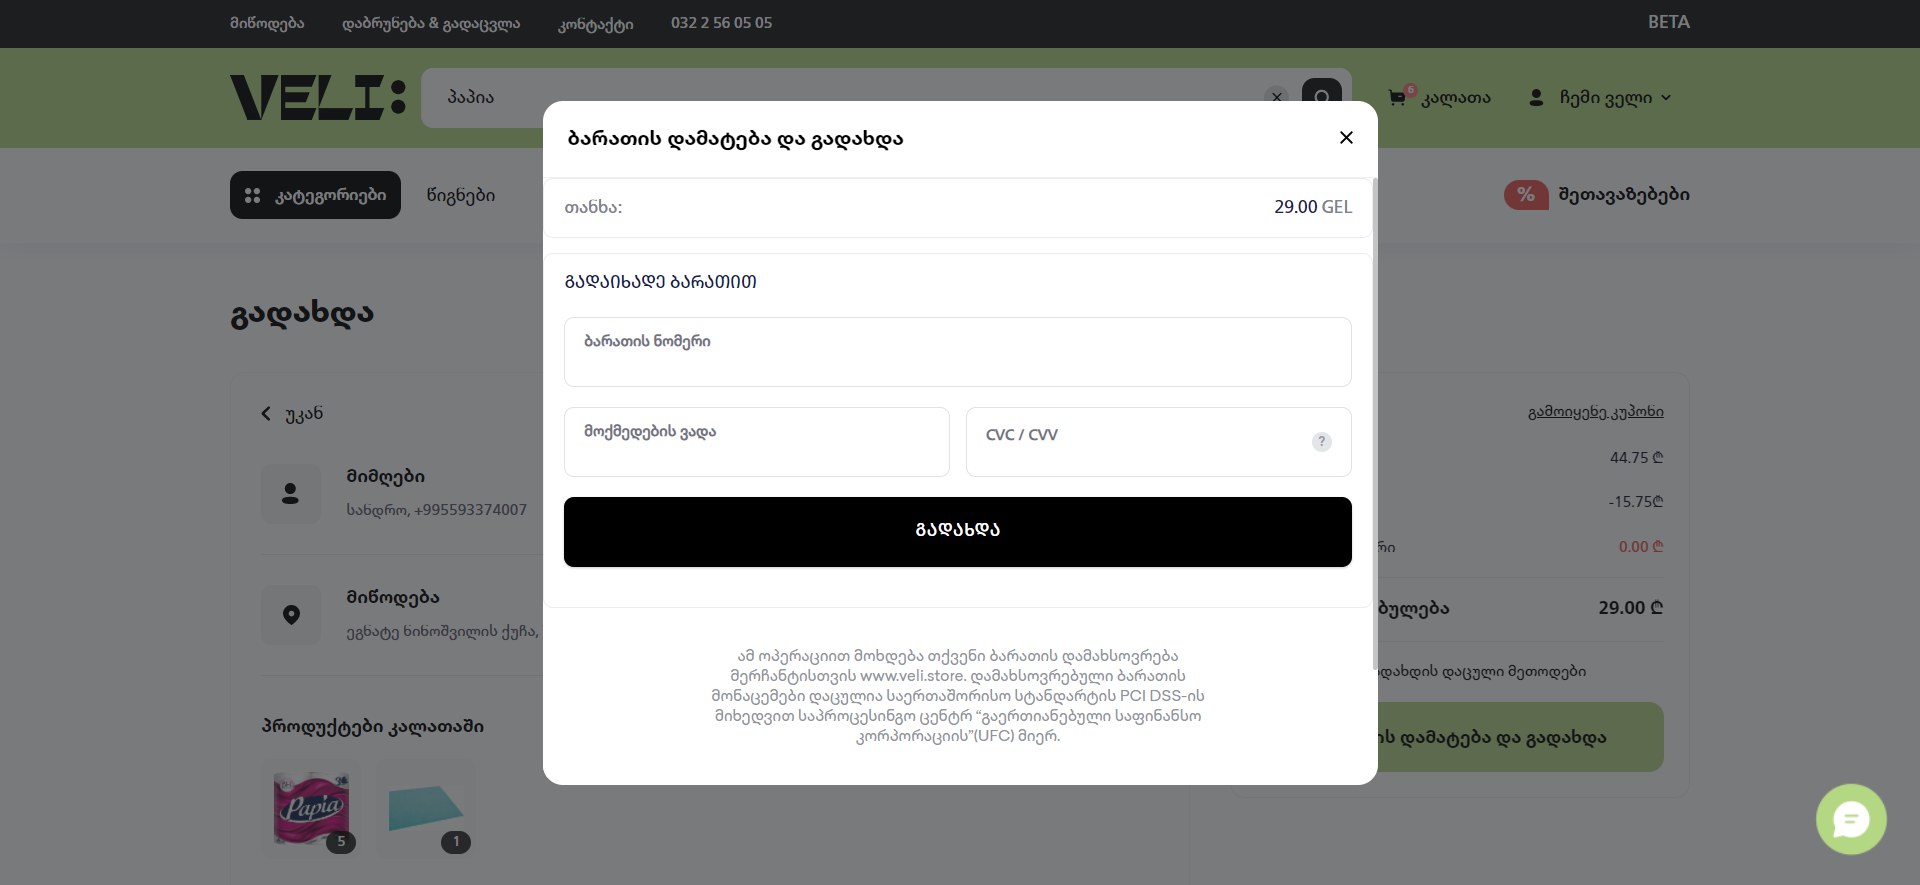 მიწოდება დაბრუნება & გადაცვლა კონტაქტი 032 2 56 05 05 BETA
VELI: პაპია 6 კალათა ჩემი ველი
ბარათის დამატება და გადახდა
კატეგორიები წიგნები % შეთავაზებები
თანხა: 29.00 GEL
გადაიხადე ბარათით
გადახდა
ბარათის ნომერი
უკან გამოიყენე კუპონი
მოქმედების ვადა CVC / CVV ?
44.75 ₾
მიმღები
სახდრო, +995593374007
-15.75₾
გადახდა
რი 0.00 ₾
მიწოდება
ბულება 29.00 ₾
ეგნატე ნინოშვილის ქუჩა,
ამ ოპერაციით მოხდება თქვენი ბარათის დამახსოვრება
მერჩანტისთვის www.veli.store. დამახსოვრებული ბარათის
მონაცემები დაცულია საერთაშორისო სტანდარტის PCI DSS-ის
მიხედვით საპროცესინგო ცენტრ “გაერთიანებული საფინანსო
კორპორაციის”(UFC) მიერ.
დახდის დაცული მეთოდები
პროდუქტები კალათაში
ის დამატება და გადახდა
Papia
5 1